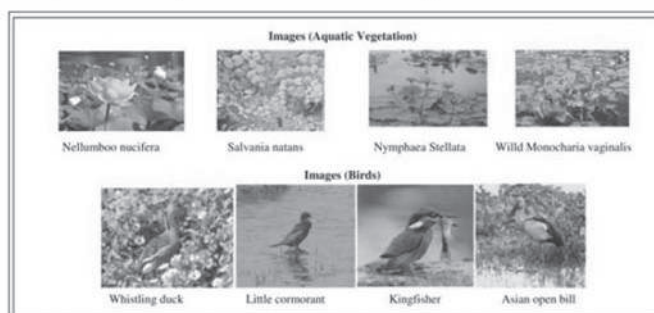 Images (Aquatic Vegetation)
Nellumboo nucifera Salvania natans Nymphaea Stellata Willd Monocharia vaginalis
Images (Birds)
Whistling duck Little cormorant Kingfisher Asian open bill